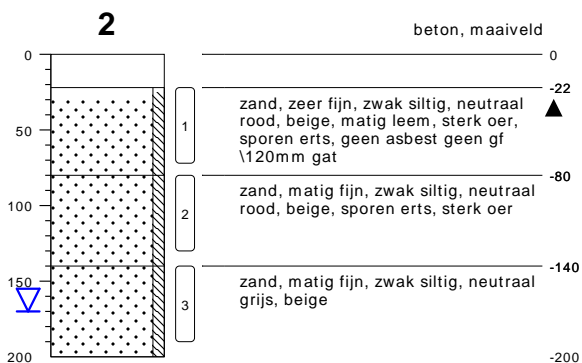 2
beton, maaiveld
0
0
-22
zand, zeer fijn, zwak siltig, neutraal
rood, beige, matig leem, sterk oer,
sporen erts, geen asbest geen gf
\120mm gat
1
50
-80
zand, matig fijn, zwak siltig, neutraal
rood, beige, sporen erts, sterk oer
100
2
-140
zand, matig fijn, zwak siltig, neutraal
grijs, beige
150
3
200
-200